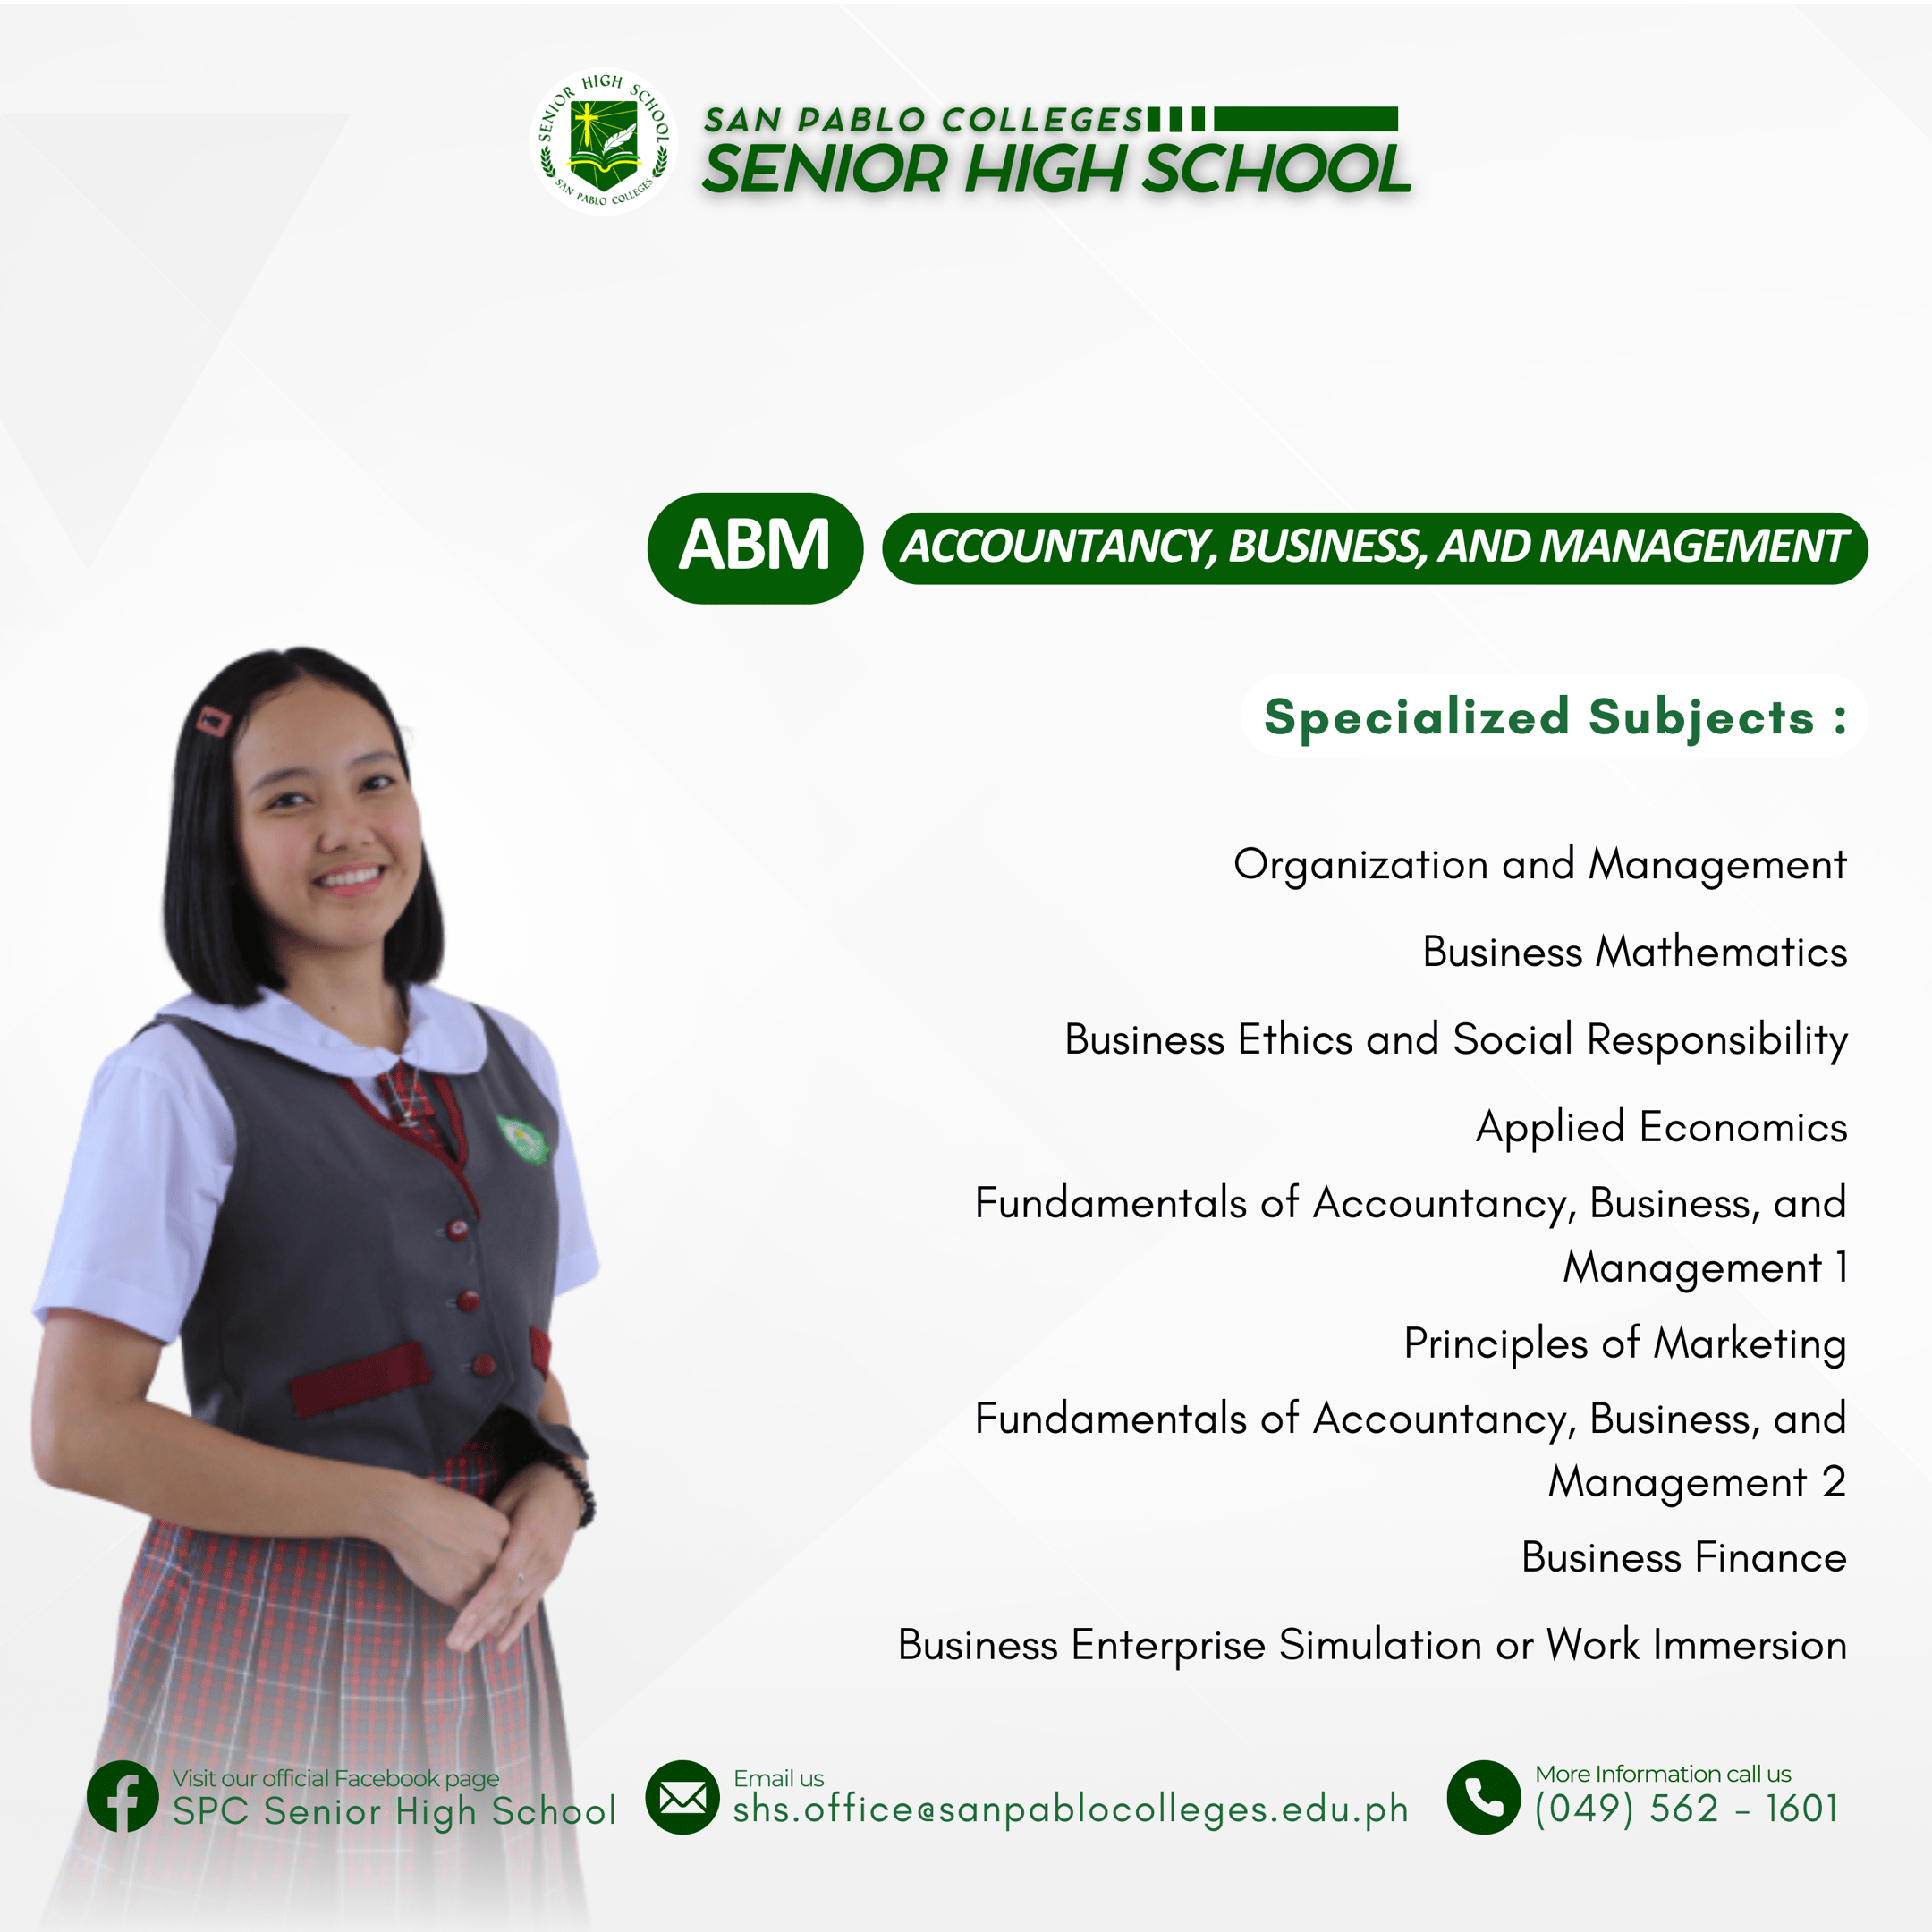 SENIOR HIGH SCHOOL
SAN PABLO COLLEGES
SAN PABLO COLLEGES
SENIOR HIGH SCHOOL
ABM
ACCOUNTANCY, BUSINESS, AND MANAGEMENT
Specialized Subjects :
Organization and Management
Business Mathematics
Business Ethics and Social Responsibility
Applied Economics
Fundamentals of Accountancy, Business, and
Management 1
Principles of Marketing
Fundamentals of Accountancy, Business, and
Management 2
Business Finance
Business Enterprise Simulation or Work Immersion
Visit our official Facebook page
SPC Senior High School
Email us
shs.office@sanpablocolleges.edu.ph
More Information call us
(049) 562 - 1601